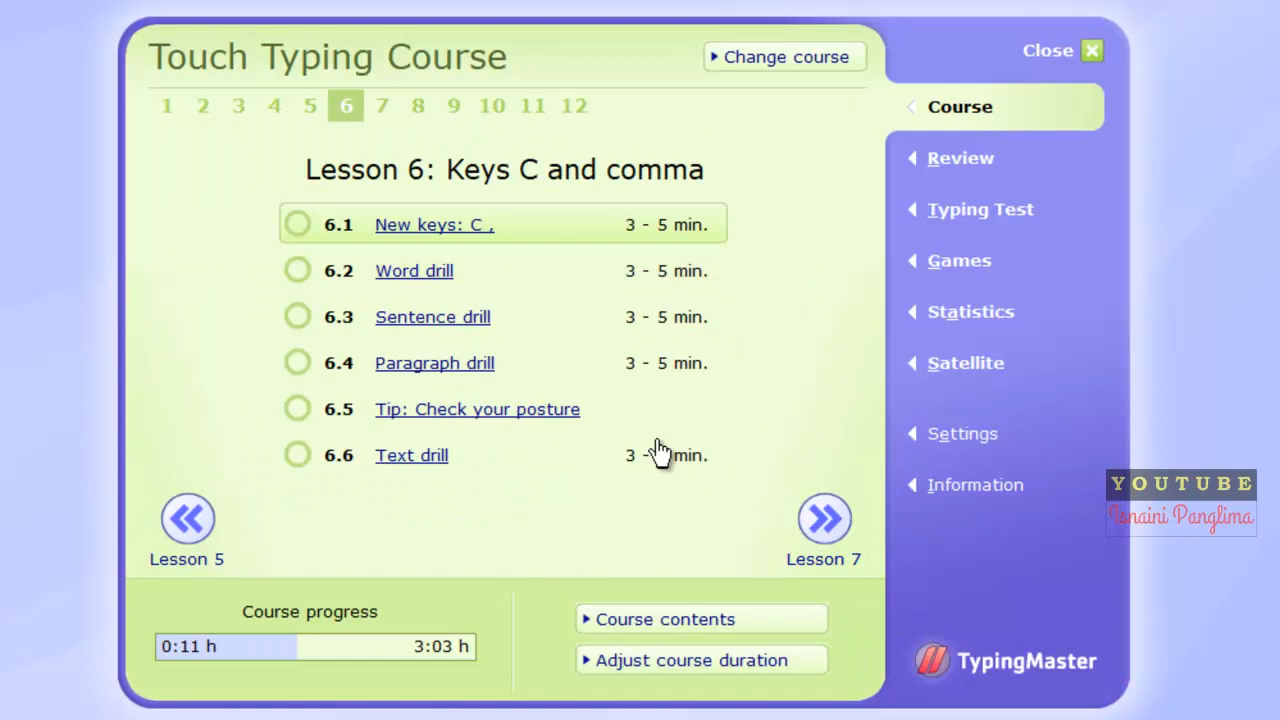 Touch Typing Course
Change course
Close
1 2 3 4 5 6 7 8 9 10 11 12
Course
Review
Typing Test
Games
Statistics
Satellite
Settings
Information
Lesson 6: Keys C and comma
6.1 New keys: C , 3 - 5 min.
6.2 Word drill 3 - 5 min.
6.3 Sentence drill 3 - 5 min.
6.4 Paragraph drill 3 - 5 min.
6.5 Tip: Check your posture
6.6 Text drill 3 - min.
Lesson 5
Lesson 7
Course progress
0:11 h 3:03 h
Course contents
Adjust course duration
TypingMaster
YOUTUBE
Isnaini Panglima